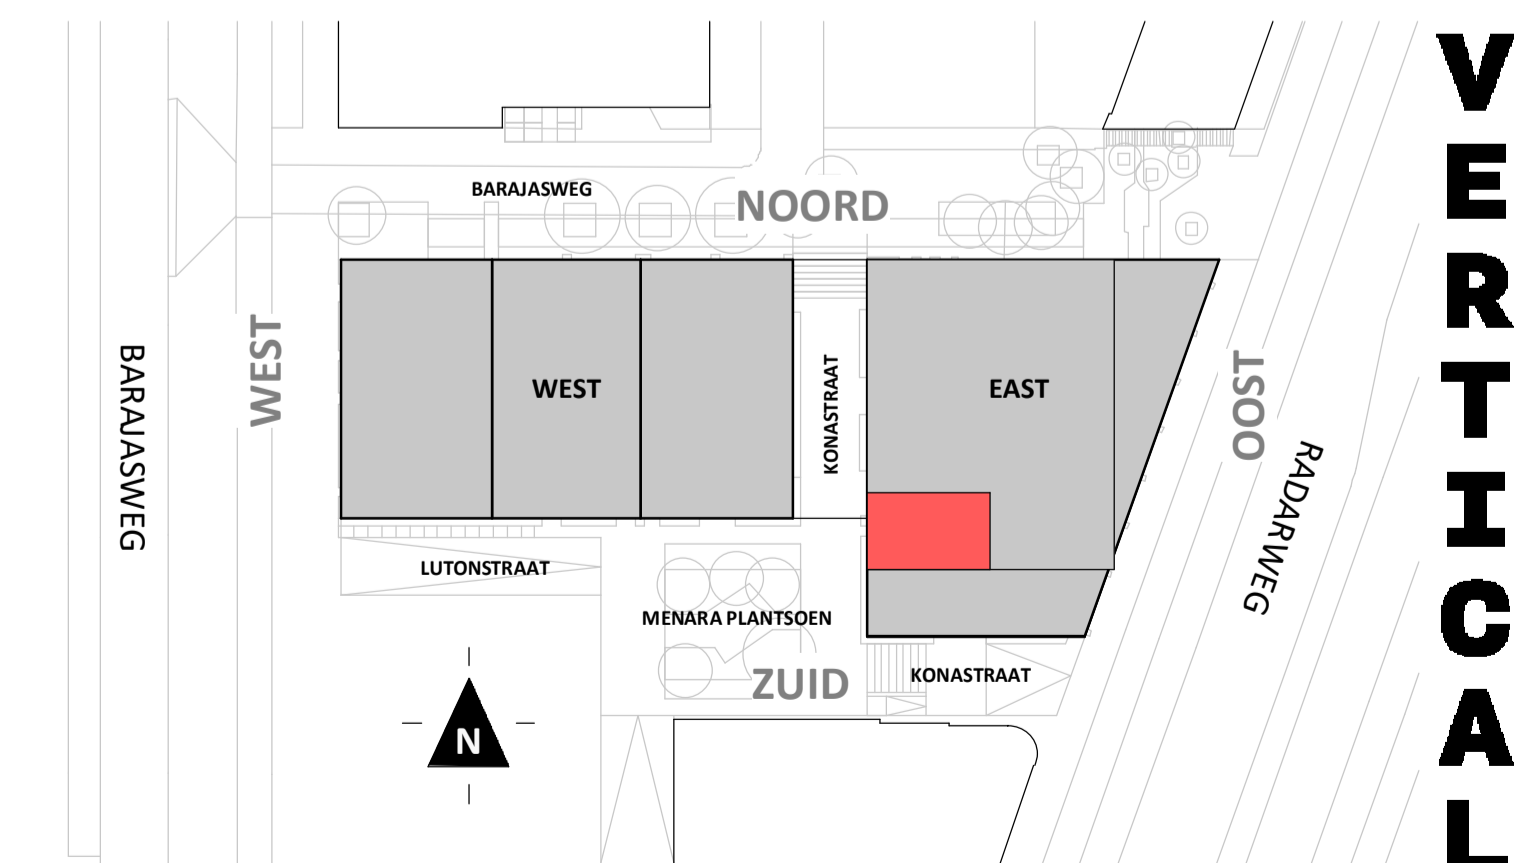 BARAJASWEG
NOORD
WEST
BARAJASWEG
WEST
KONASTRAAT
EAST
OOST
RADARWEG
LUTONSTRAAT
MENARA PLANTSOEN
ZUID
KONASTRAAT
N
VERTICAL